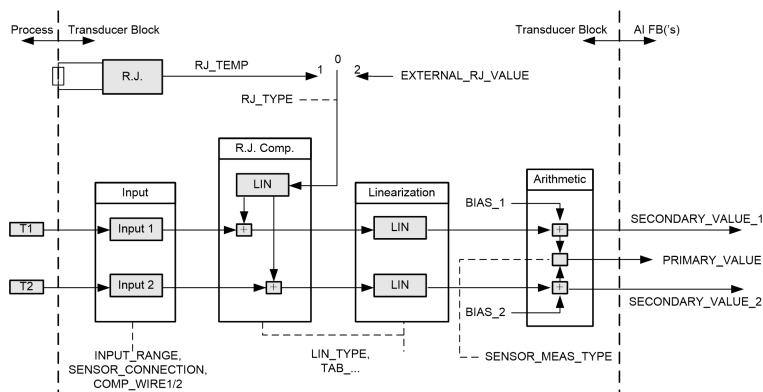 Process
Transducer Block
Transducer Block
AI FB('s)
R.J.
RJ_TEMP
1
0
2
EXTERNAL_RJ_VALUE
RJ_TYPE
R.J. Comp.
LIN
Input
Linearization
Arithmetic
BIAS_1
T1
Input 1
+
LIN
+
SECONDARY_VALUE_1
PRIMARY_VALUE
T2
Input 2
+
LIN
+
SECONDARY_VALUE_2
BIAS_2
INPUT_RANGE,
SENSOR_CONNECTION,
COMP_WIRE1/2
LIN_TYPE,
TAB_...
SENSOR_MEAS_TYPE